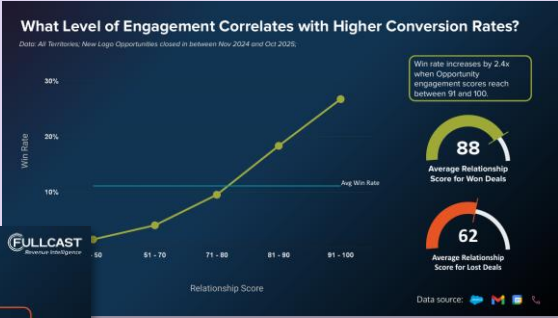 What Level of Engagement Correlates with Higher Conversion Rates?
Data: All Territories; New Logo Opportunities closed in between Nov 2024 and Oct 2025;
Win rate increases by 2.4x
when Opportunity
engagement scores reach
between 91 and 100.
30%
20%
10%
Win Rate
Avg Win Rate
88
Average Relationship
Score for Won Deals
62
Average Relationship
Score for Lost Deals
- 50
51 - 70
71 - 80
81 - 90
91 - 100
Relationship Score
FULLCAST
Revenue Intelligence
Data source: